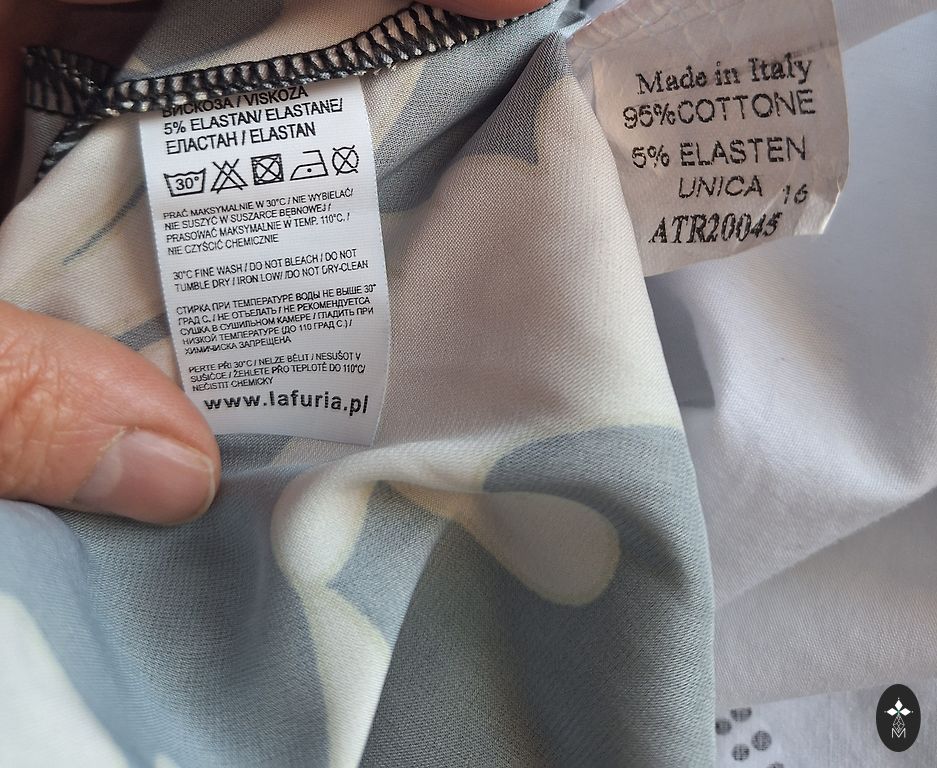 ВИСКОЗА / VISKÓZA
5% ELASTAN/ ELASTANE/
ЕЛАСТАН / ELASTAN
30°
PRAĆ MAKSYMALNIE W 30°C / NIE WYBIELAĆ/
NIE SUSZYĆ W SUSZARCE BĘBNOWEJ /
PRASOWAĆ MAKSYMALNIE W TEMP. 110°C. /
NIE CZYŚCIĆ CHEMICZNIE
30°C FINE WASH / DO NOT BLEACH / DO NOT
TUMBLE DRY / IRON LOW/ /DO NOT DRY-CLEAN
СТИРКА ПРИ ТЕМПЕРАТУРЕ ВОДЫ НЕ ВЫШЕ 30°
ГРАД С. / НЕ ОТБЕЛАТЬ / НЕ РЕКОМЕНДУЕТСА
СУШКА В СУШИЛЬНОМ КАМЕРЕ / ГЛАДИТЬ ПРИ
НИЗКОЙ ТЕМПЕРАТУРЕ (ДО 110 ГРАД С.) /
ХИМИЧИСКА ЗАПРЕЩЕНА
PERTE PŘI 30°C / NELZE BĚLIT / NESUŠOT V
SUŠIČCE / ŽEHLETE PŘO TEPLOTĚ DO 110°C/
NEČISTIT CHEMICKY
www.lafuria.pl
Made in Italy
95%COTTONE
5% ELASTEN
UNICA 16
ATR20045
M